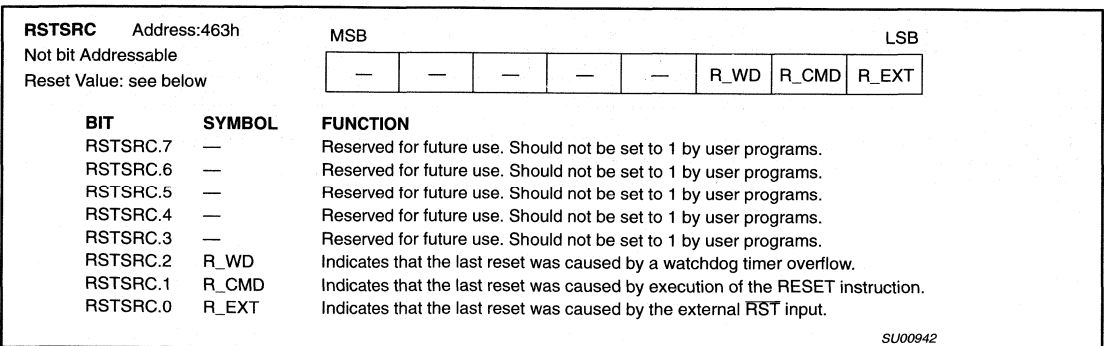 RSTSRC Address:463h
Not bit Addressable
Reset Value: see below
MSB LSB
— — — — — R_WD R_CMD R_EXT
BIT SYMBOL FUNCTION
RSTSRC.7 — Reserved for future use. Should not be set to 1 by user programs.
RSTSRC.6 — Reserved for future use. Should not be set to 1 by user programs.
RSTSRC.5 — Reserved for future use. Should not be set to 1 by user programs.
RSTSRC.4 — Reserved for future use. Should not be set to 1 by user programs.
RSTSRC.3 — Reserved for future use. Should not be set to 1 by user programs.
RSTSRC.2 R_WD Indicates that the last reset was caused by a watchdog timer overflow.
RSTSRC.1 R_CMD Indicates that the last reset was caused by execution of the RESET instruction.
RSTSRC.0 R_EXT Indicates that the last reset was caused by the external R̅S̅T̅ input.
SU00942